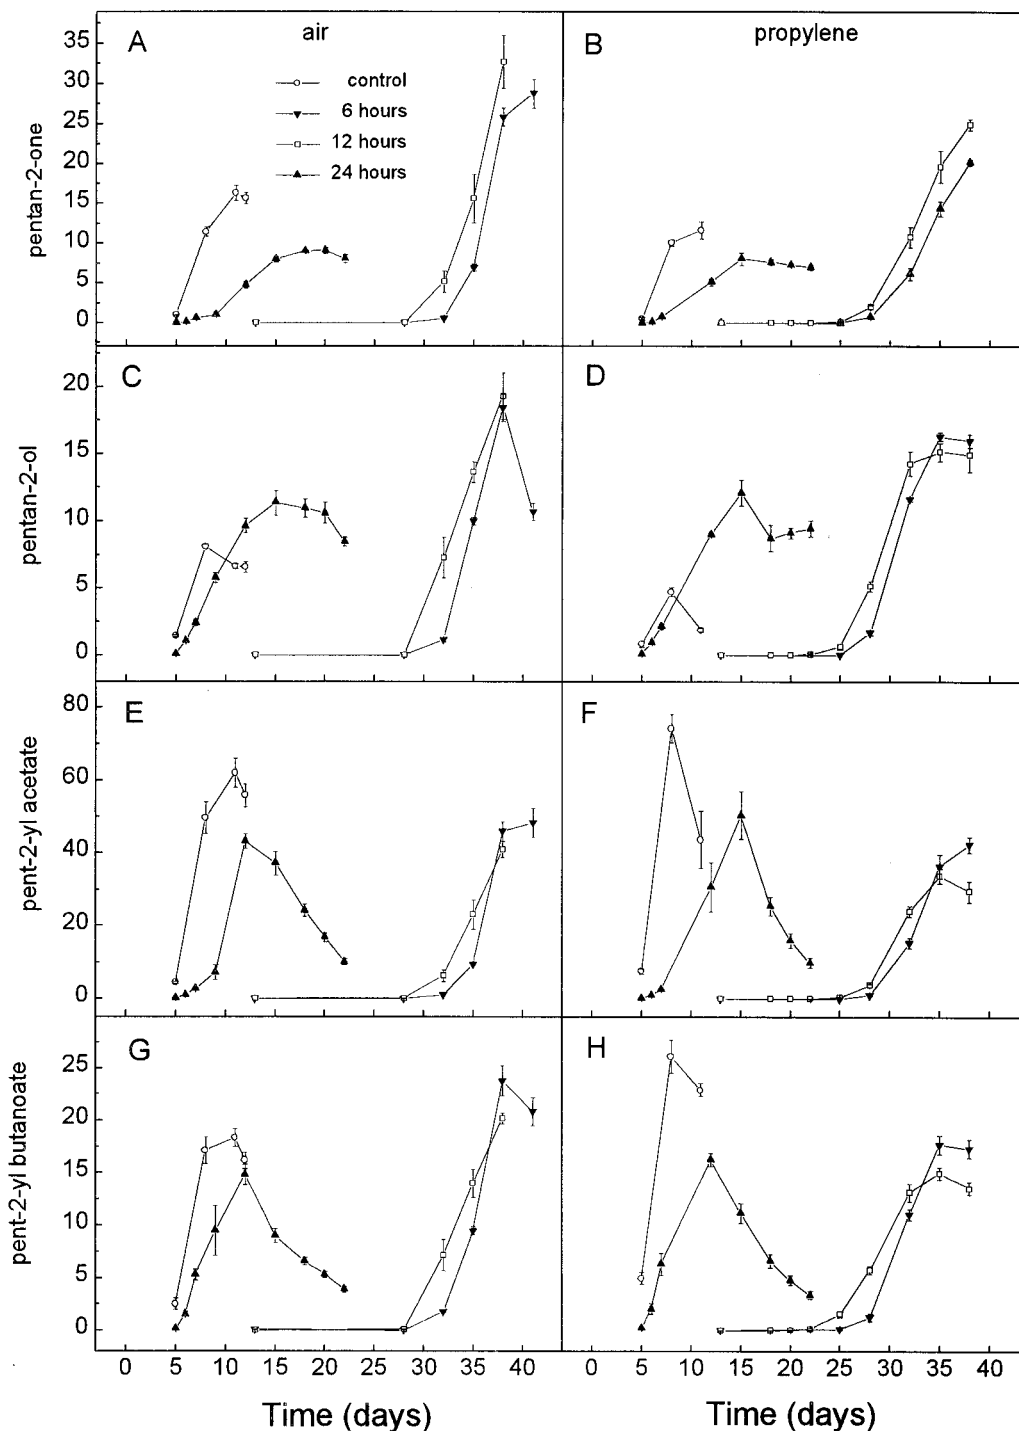 A air
B propylene
control
6 hours
12 hours
24 hours
pentan-2-one
35
30
25
20
15
10
5
0
C
D
pentan-2-ol
20
15
10
5
0
E
F
pent-2-yl acetate
80
60
40
20
0
G
H
pent-2-yl butanoate
25
20
15
10
5
0
0 5 10 15 20 25 30 35 40
0 5 10 15 20 25 30 35 40
Time (days)
Time (days)